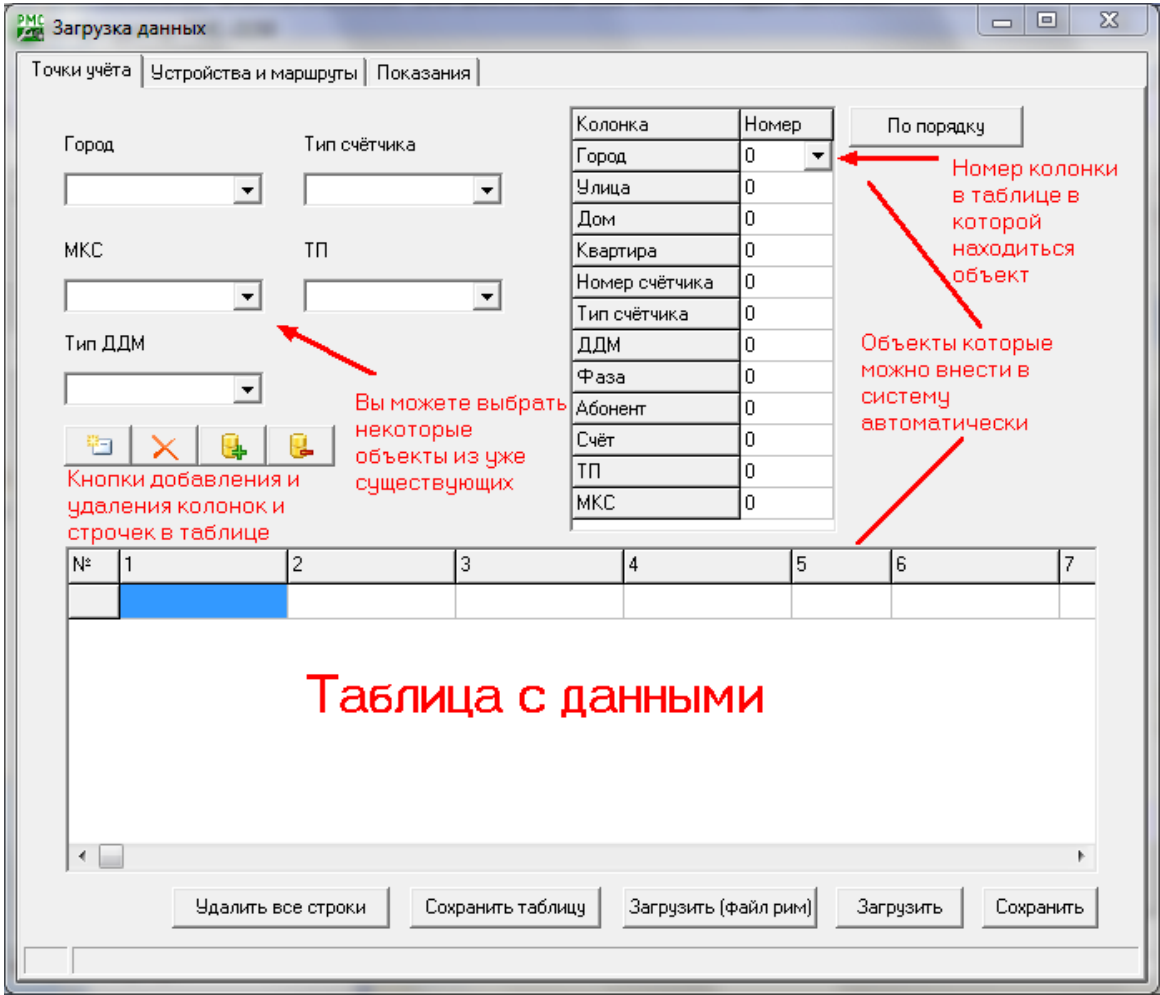 РМС
Загрузка данных
Точки учёта
Устройства и маршруты
Показания
Город
Тип счётчика
МКС
ТП
Тип ДДМ
Кнопки добавления и
удаления колонок и
строчек в таблице
Вы можете выбрать
некоторые
объекты из уже
существующих
Колонка Номер
Город 0
Улица 0
Дом 0
Квартира 0
Номер счётчика 0
Тип счётчика 0
ДДМ 0
Фаза 0
Абонент 0
Счёт 0
ТП 0
МКС 0
По порядку
Номер колонки
в таблице в
которой
находиться
объект
Объекты которые
можно внести в
систему
автоматически
№ 1 2 3 4 5 6 7
Таблица с данными
Удалить все строки
Сохранить таблицу
Загрузить (файл рим)
Загрузить
Сохранить